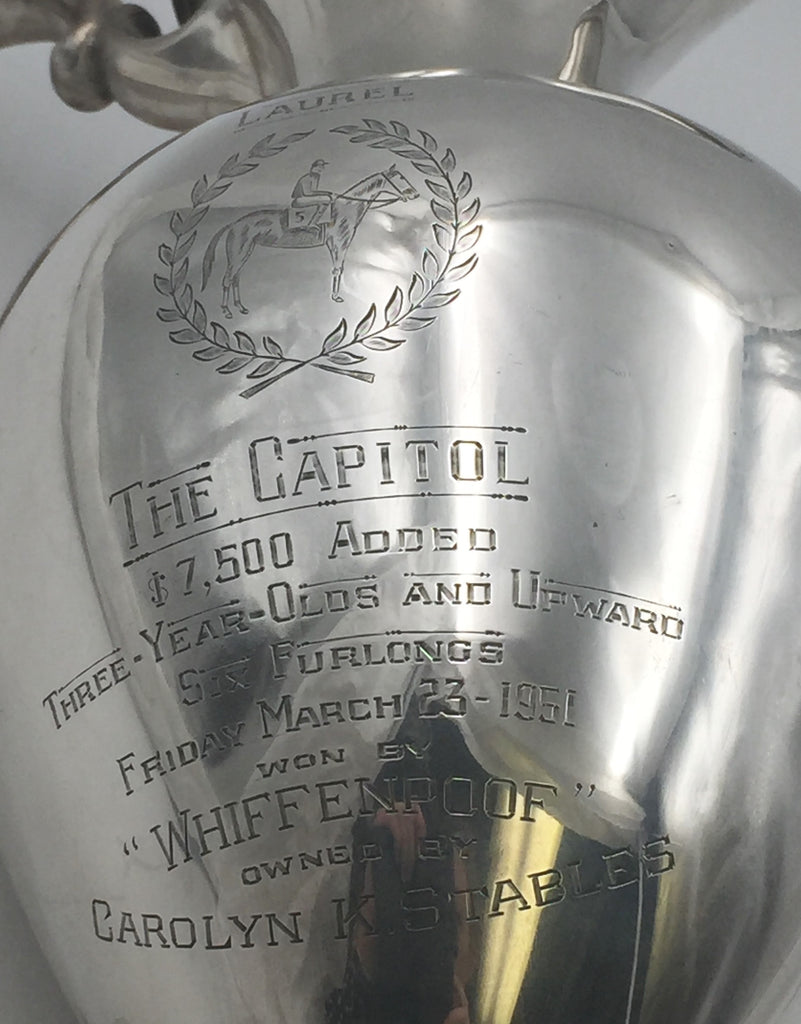 LAUREL
5
THE CAPITOL
$7,500 ADDED
THREE-YEAR-OLDS AND UPWARD
SIX FURLONGS
FRIDAY MARCH 23-1951
WON BY
"WHIFFENPOOF"
OWNED BY
CAROLYN K. STABLES